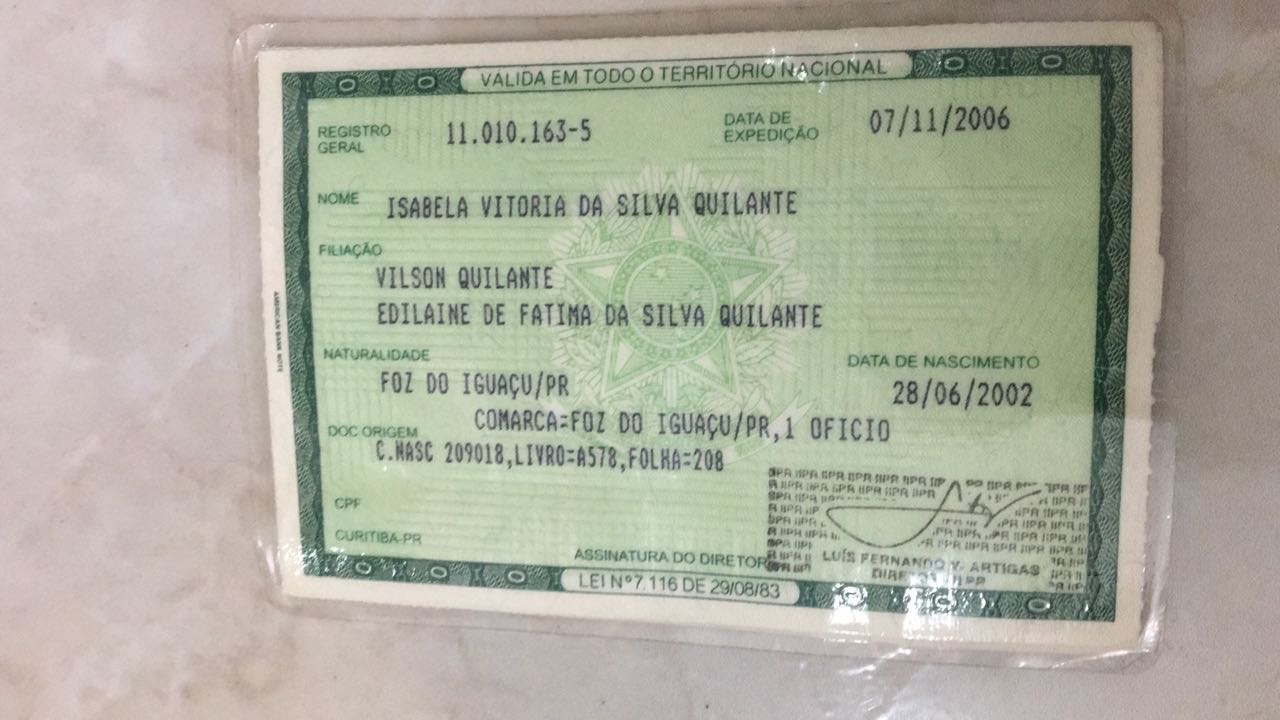 VÁLIDA EM TODO O TERRITÓRIO NACIONAL
REGISTRO GERAL 11.010.163-5 DATA DE EXPEDIÇÃO 07/11/2006
NOME ISABELA VITORIA DA SILVA QUILANTE
FILIAÇÃO
VILSON QUILANTE
EDILAINE DE FATIMA DA SILVA QUILANTE
NATURALIDADE DATA DE NASCIMENTO
FOZ DO IGUAÇU/PR 28/06/2002
COMARCA=FOZ DO IGUAÇU/PR,1 OFICIO
DOC ORIGEM
C.NASC 209018,LIVRO=A578,FOLHA=208
CPF
CURITIBA-PR
ASSINATURA DO DIRETOR
LUÍS FERNANDO V. ARTIGAS
LEI Nº 7.116 DE 29/08/83
AMERICAN BANK NOTE